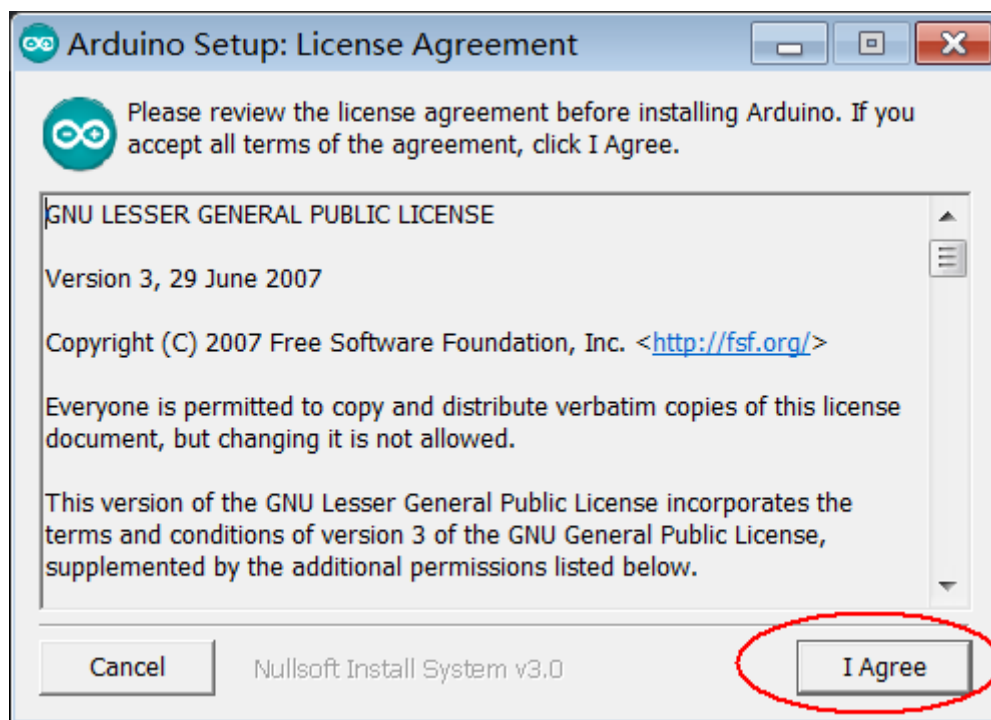 Arduino Setup: License Agreement
Please review the license agreement before installing Arduino. If you
accept all terms of the agreement, click I Agree.
GNU LESSER GENERAL PUBLIC LICENSE
Version 3, 29 June 2007
Copyright (C) 2007 Free Software Foundation, Inc. <http://fsf.org/>
Everyone is permitted to copy and distribute verbatim copies of this license
document, but changing it is not allowed.
This version of the GNU Lesser General Public License incorporates the
terms and conditions of version 3 of the GNU General Public License,
supplemented by the additional permissions listed below.
Cancel
Nullsoft Install System v3.0
I Agree